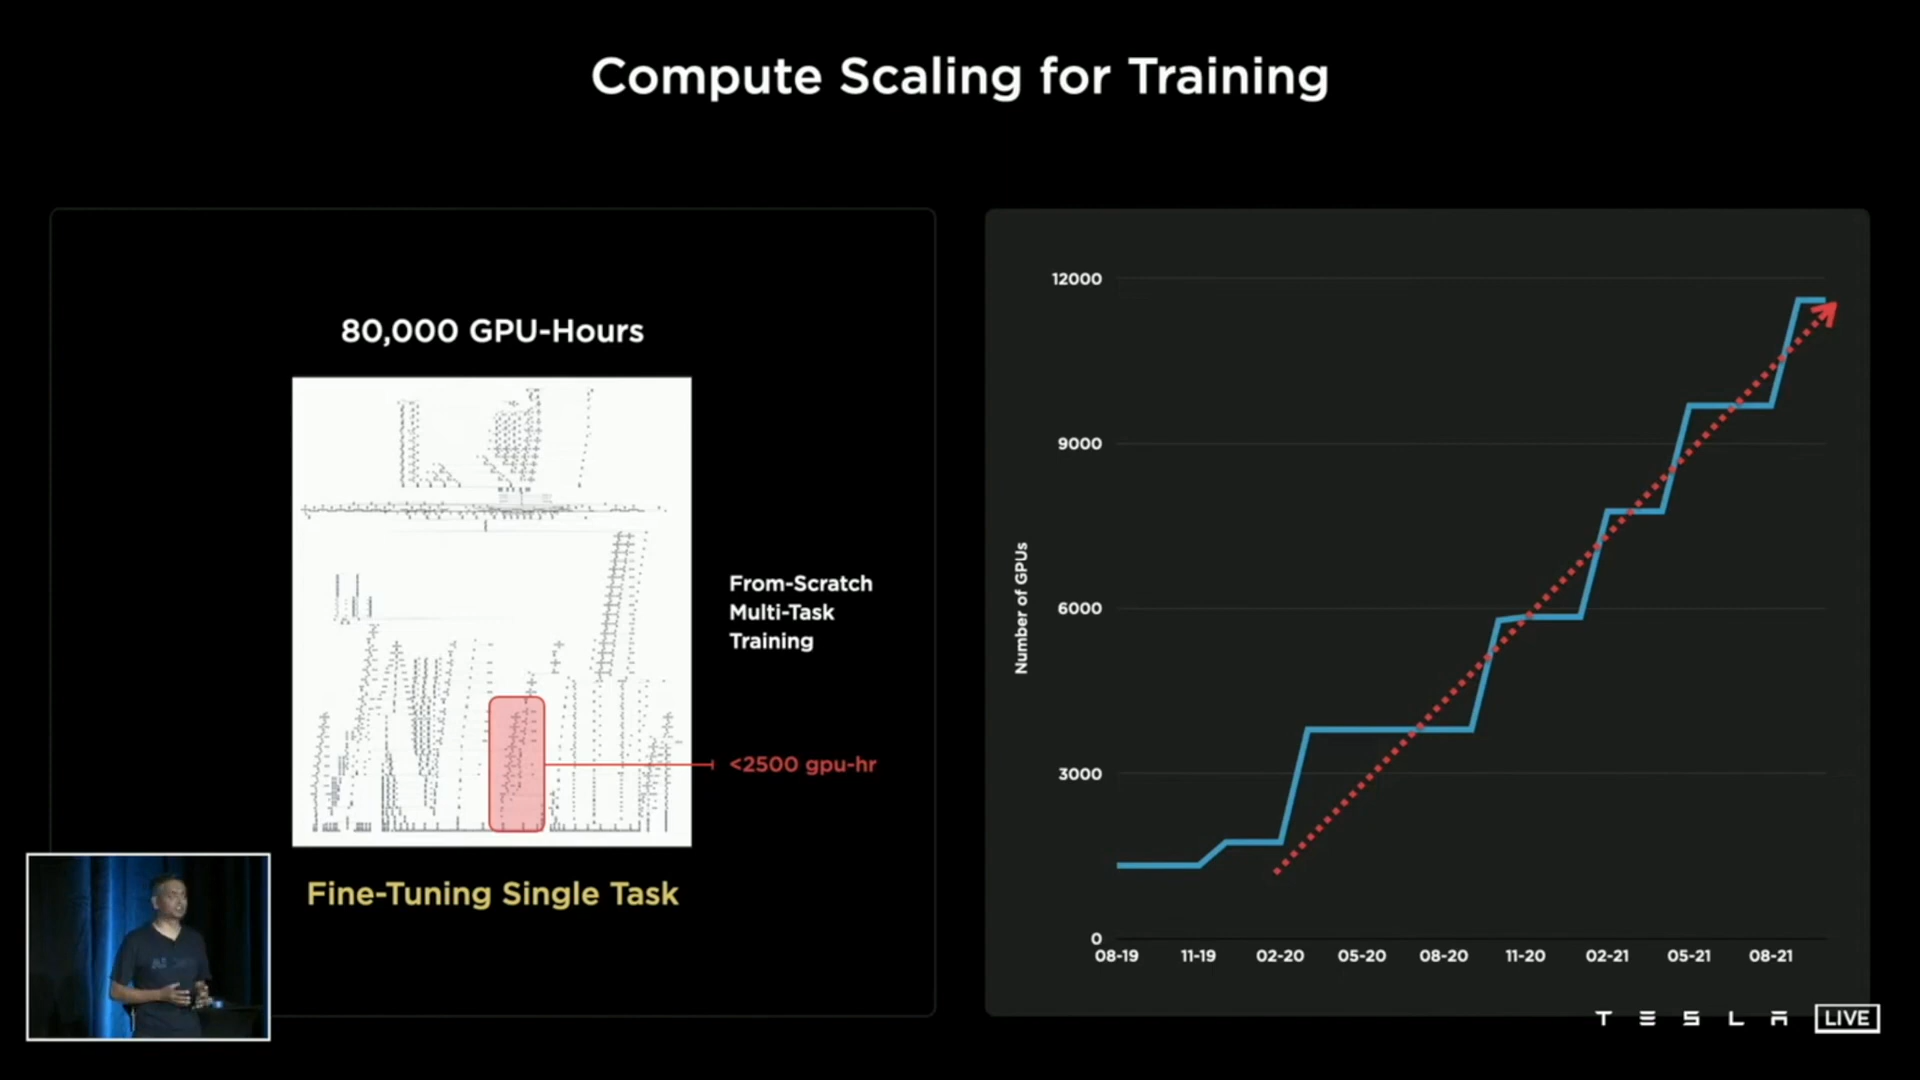 Compute Scaling for Training
80,000 GPU-Hours
From-Scratch
Multi-Task
Training
<2500 gpu-hr
Fine-Tuning Single Task
12000
9000
6000
3000
0
Number of GPUs
08-19
11-19
02-20
05-20
08-20
11-20
02-21
05-21
08-21
TESLA LIVE